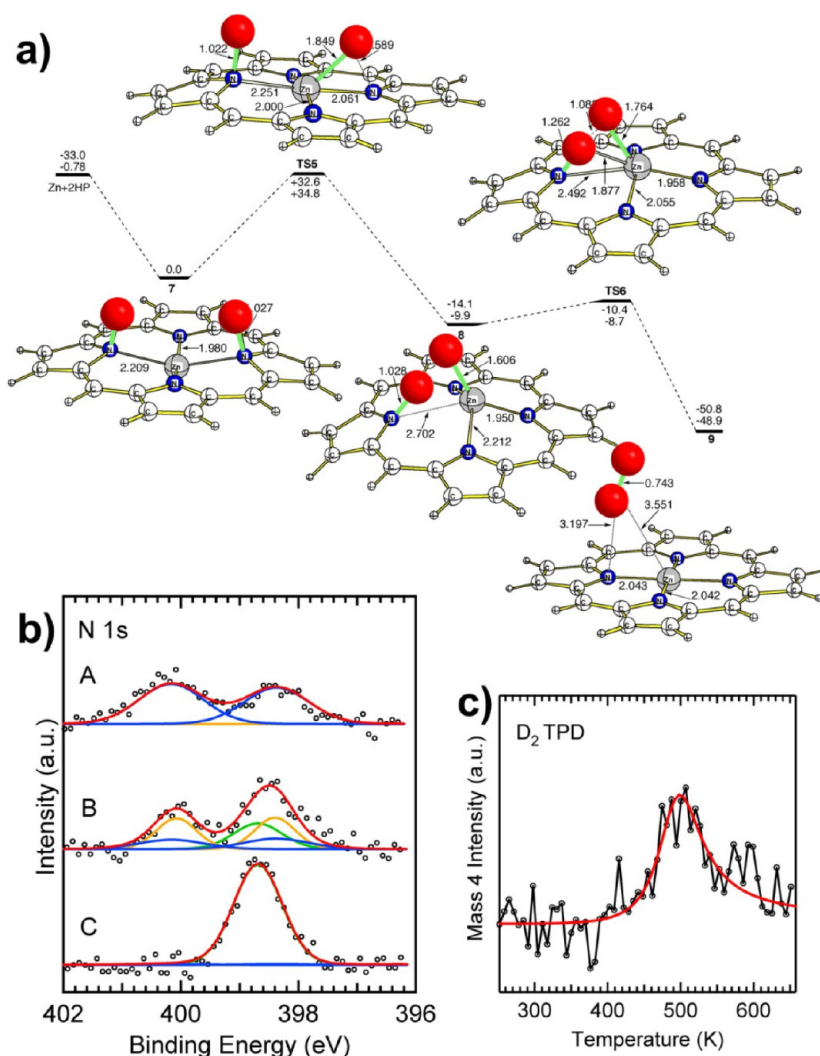 a)
1.022
1.849
.589
2.251
2.061
2.000
N
Zn
N
N
N
-33.0
-0.78
Zn+2HP
TS5
+32.6
+34.8
1.08
1.764
1.262
N
N
Zn
N
N
2.492
1.877
1.958
2.055
0.0
7
-14.1
-9.9
8
TS6
-10.4
-8.7
.027
1.980
2.209
N
N
Zn
N
N
1.606
1.028
N
N
Zn
N
N
1.950
2.702
2.212
-50.8
-48.9
9
0.743
3.551
3.197
N
N
Zn
N
N
2.043
2.042
b)
N 1s
A
B
C
Intensity (a.u.)
402
400
398
396
Binding Energy (eV)
c)
D2 TPD
Mass 4 Intensity (a.u.)
300
400
500
600
Temperature (K)